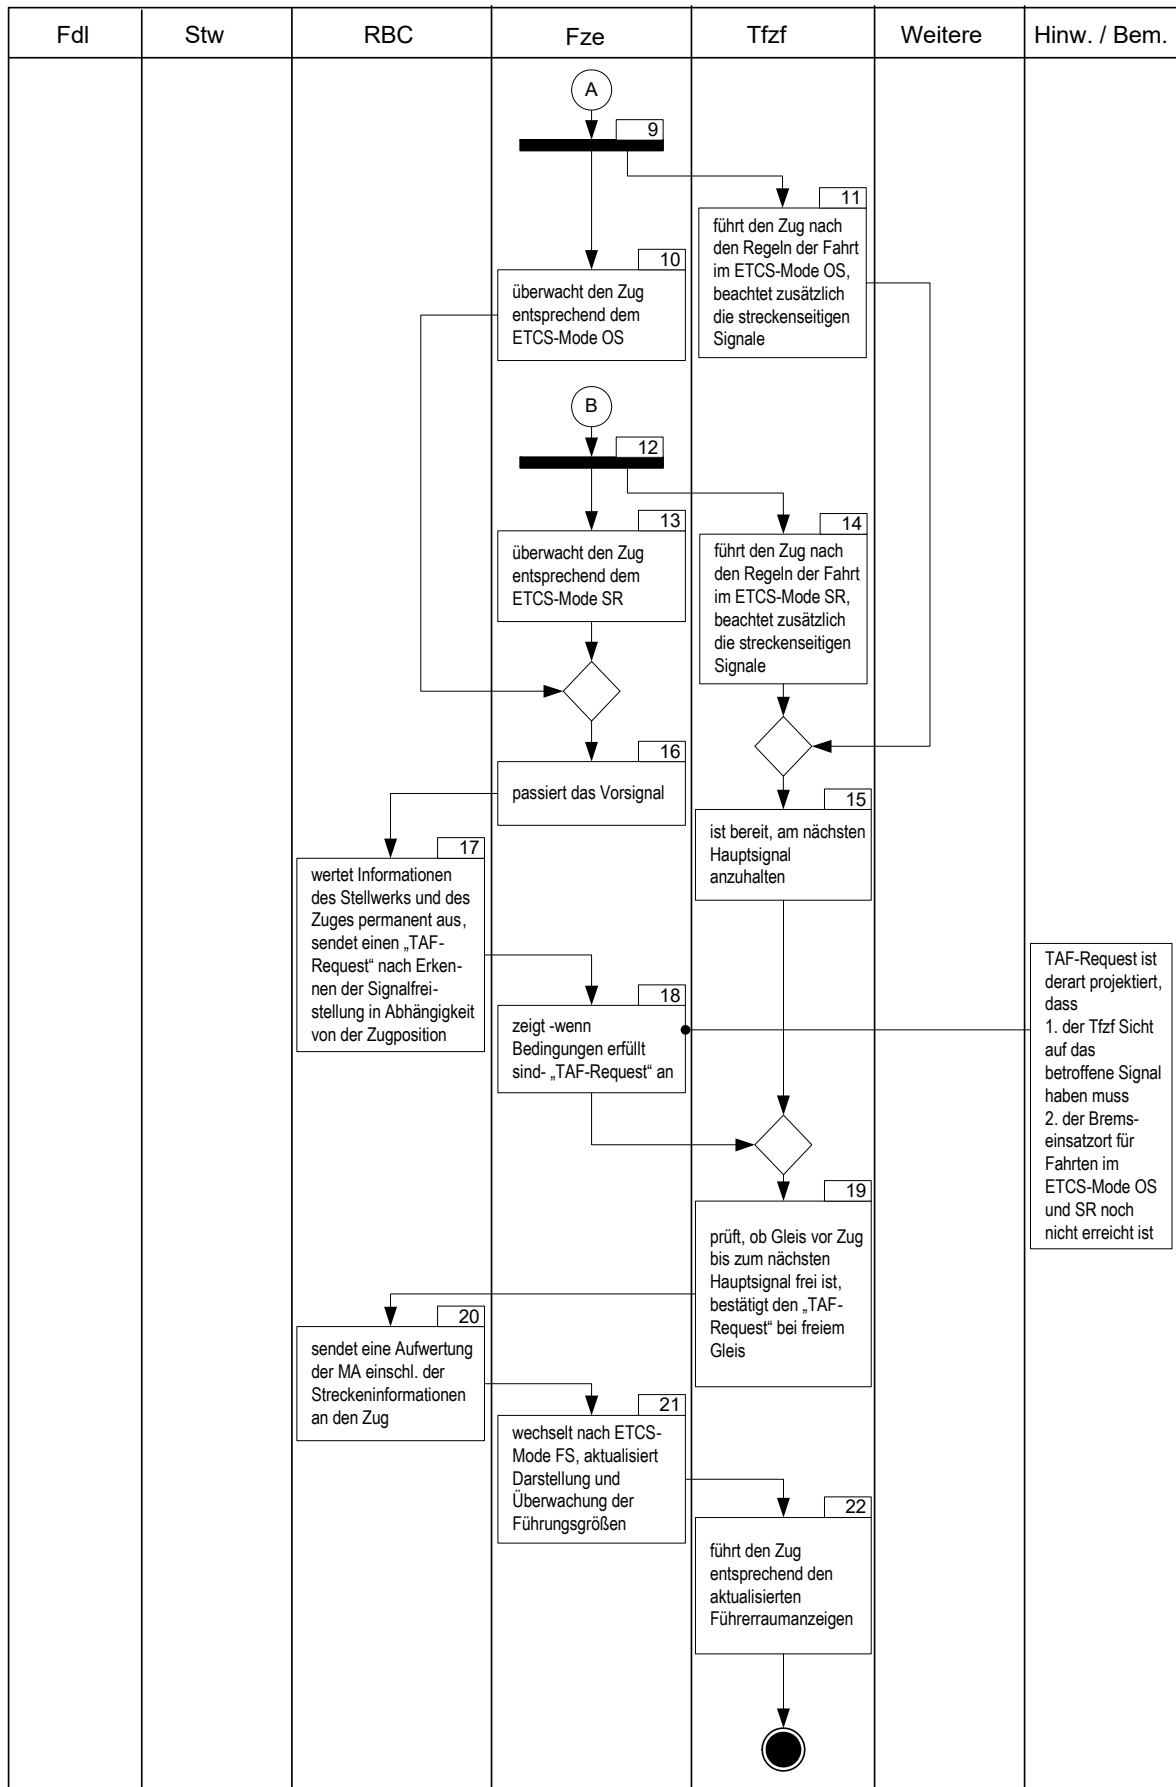 Fdl
Stw
RBC
Fze
Tfzf
Weitere
Hinw. / Bem.
A
9
11
führt den Zug nach
den Regeln der Fahrt
im ETCS-Mode OS,
beachtet zusätzlich
die streckenseitigen
Signale
10
überwacht den Zug
entsprechend dem
ETCS-Mode OS
B
12
13
überwacht den Zug
entsprechend dem
ETCS-Mode SR
14
führt den Zug nach
den Regeln der Fahrt
im ETCS-Mode SR,
beachtet zusätzlich
die streckenseitigen
Signale
16
passiert das Vorsignal
15
ist bereit, am nächsten
Hauptsignal
anzuhalten
17
wertet Informationen
des Stellwerks und des
Zuges permanent aus,
sendet einen „TAF-
Request“ nach Erken-
nen der Signalfrei-
stellung in Abhängigkeit
von der Zugposition
18
zeigt -wenn
Bedingungen erfüllt
sind- „TAF-Request“ an
TAF-Request ist
derart projektiert,
dass
1. der Tfzf Sicht
auf das
betroffene Signal
haben muss
2. der Brems-
einsatzort für
Fahrten im
ETCS-Mode OS
und SR noch
nicht erreicht ist
19
prüft, ob Gleis vor Zug
bis zum nächsten
Hauptsignal frei ist,
bestätigt den „TAF-
Request“ bei freiem
Gleis
20
sendet eine Aufwertung
der MA einschl. der
Streckeninformationen
an den Zug
21
wechselt nach ETCS-
Mode FS, aktualisiert
Darstellung und
Überwachung der
Führungsgrößen
22
führt den Zug
entsprechend den
aktualisierten
Führerraumanzeigen